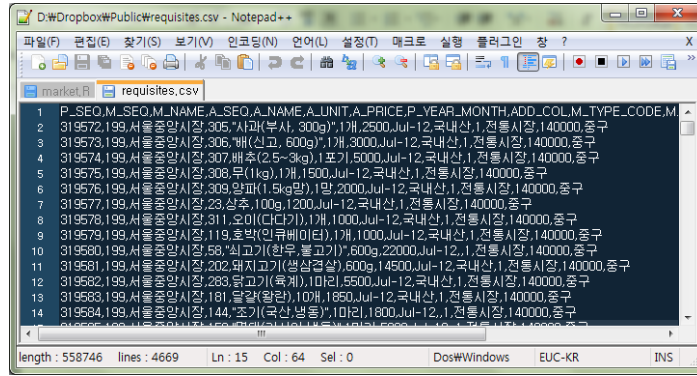 D:₩Dropbox₩Public₩requisites.csv - Notepad++
파일(F) 편집(E) 찾기(S) 보기(V) 인코딩(N) 언어(L) 설정(T) 매크로 실행 플러그인 창 ? X
market.R requisites.csv
1 P_SEQ,M_SEQ,M_NAME,A_SEQ,A_NAME,A_UNIT,A_PRICE,P_YEAR_MONTH,ADD_COL,M_TYPE_CODE,M
2 319572,199,서울중앙시장,305,"사과(부사, 300g)",1개,2500,Jul-12,국내산,1,전통시장,140000,중구
3 319573,199,서울중앙시장,306,"배(신고, 600g)",1개,3000,Jul-12,국내산,1,전통시장,140000,중구
4 319574,199,서울중앙시장,307,배추(2.5~3kg),1포기,5000,Jul-12,국내산,1,전통시장,140000,중구
5 319575,199,서울중앙시장,308,무(1kg),1개,1500,Jul-12,국내산,1,전통시장,140000,중구
6 319576,199,서울중앙시장,309,양파(1.5kg망),1망,2000,Jul-12,국내산,1,전통시장,140000,중구
7 319577,199,서울중앙시장,23,상추,100g,1200,Jul-12,국내산,1,전통시장,140000,중구
8 319578,199,서울중앙시장,311,오이(다다기),1개,1000,Jul-12,국내산,1,전통시장,140000,중구
9 319579,199,서울중앙시장,119,호박(인큐베이터),1개,1000,Jul-12,국내산,1,전통시장,140000,중구
10 319580,199,서울중앙시장,58,"쇠고기(한우,불고기)",600g,22000,Jul-12,,1,전통시장,140000,중구
11 319581,199,서울중앙시장,202,돼지고기(생삼겹살),600g,14500,Jul-12,국내산,1,전통시장,140000,중구
12 319582,199,서울중앙시장,283,닭고기(육계),1마리,5500,Jul-12,국내산,1,전통시장,140000,중구
13 319583,199,서울중앙시장,181,달걀(왕란),10개,1850,Jul-12,국내산,1,전통시장,140000,중구
14 319584,199,서울중앙시장,144,"조기(국산,냉동)",1마리,1800,Jul-12,,1,전통시장,140000,중구
length : 558746 lines : 4669 Ln : 15 Col : 64 Sel : 0 Dos₩Windows EUC-KR INS